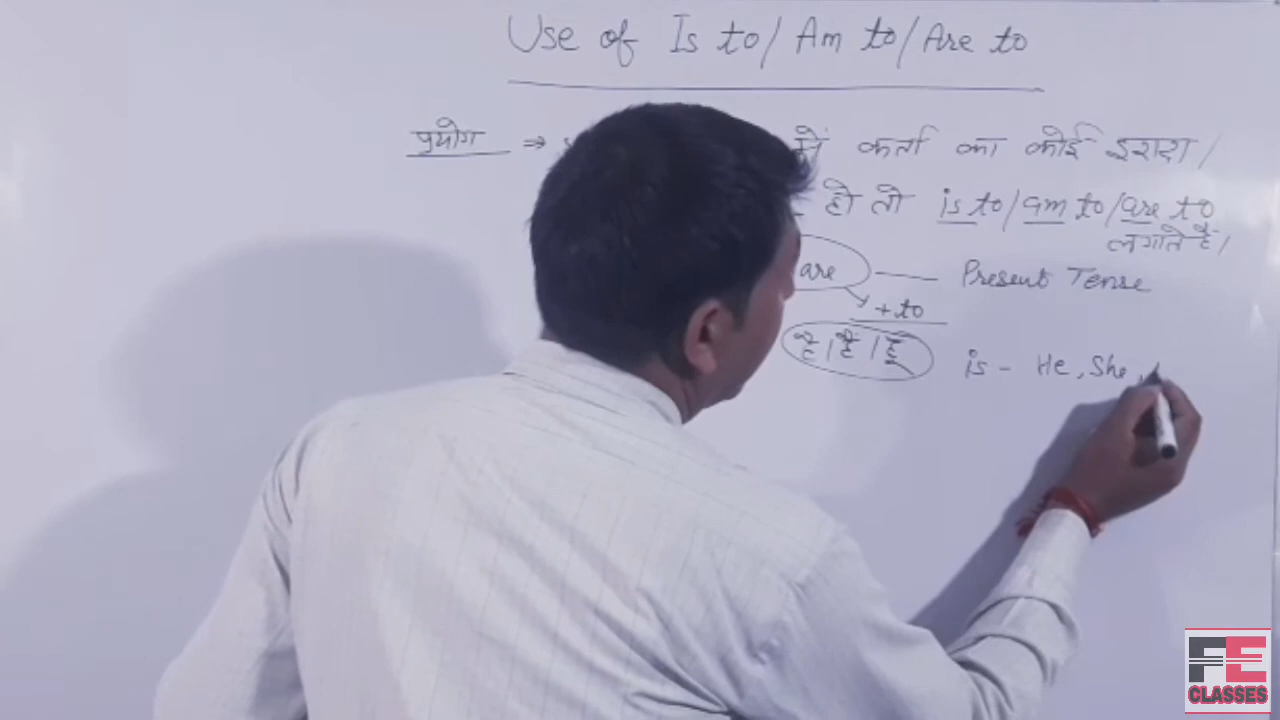 Use of Is to/ Am to/ Are to
प्रयोग ⇒ में कर्ता का कोई इरादा/
हो तो is to/ am to/ are to
लगाते हैं/
are — Present Tense
+ to
है/ हैं/ हूँ is - He, She,
FE
CLASSES